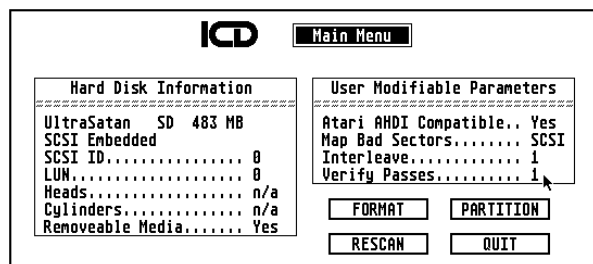 ICD Main Menu
Hard Disk Information
UltraSatan SD 483 MB
SCSI Embedded
SCSI ID................ 0
LUN.................... 0
Heads.................. n/a
Cylinders.............. n/a
Removeable Media....... Yes
User Modifiable Parameters
Atari AHDI Compatible.. Yes
Map Bad Sectors........ SCSI
Interleave............. 1
Verify Passes.......... 1
FORMAT PARTITION
RESCAN QUIT